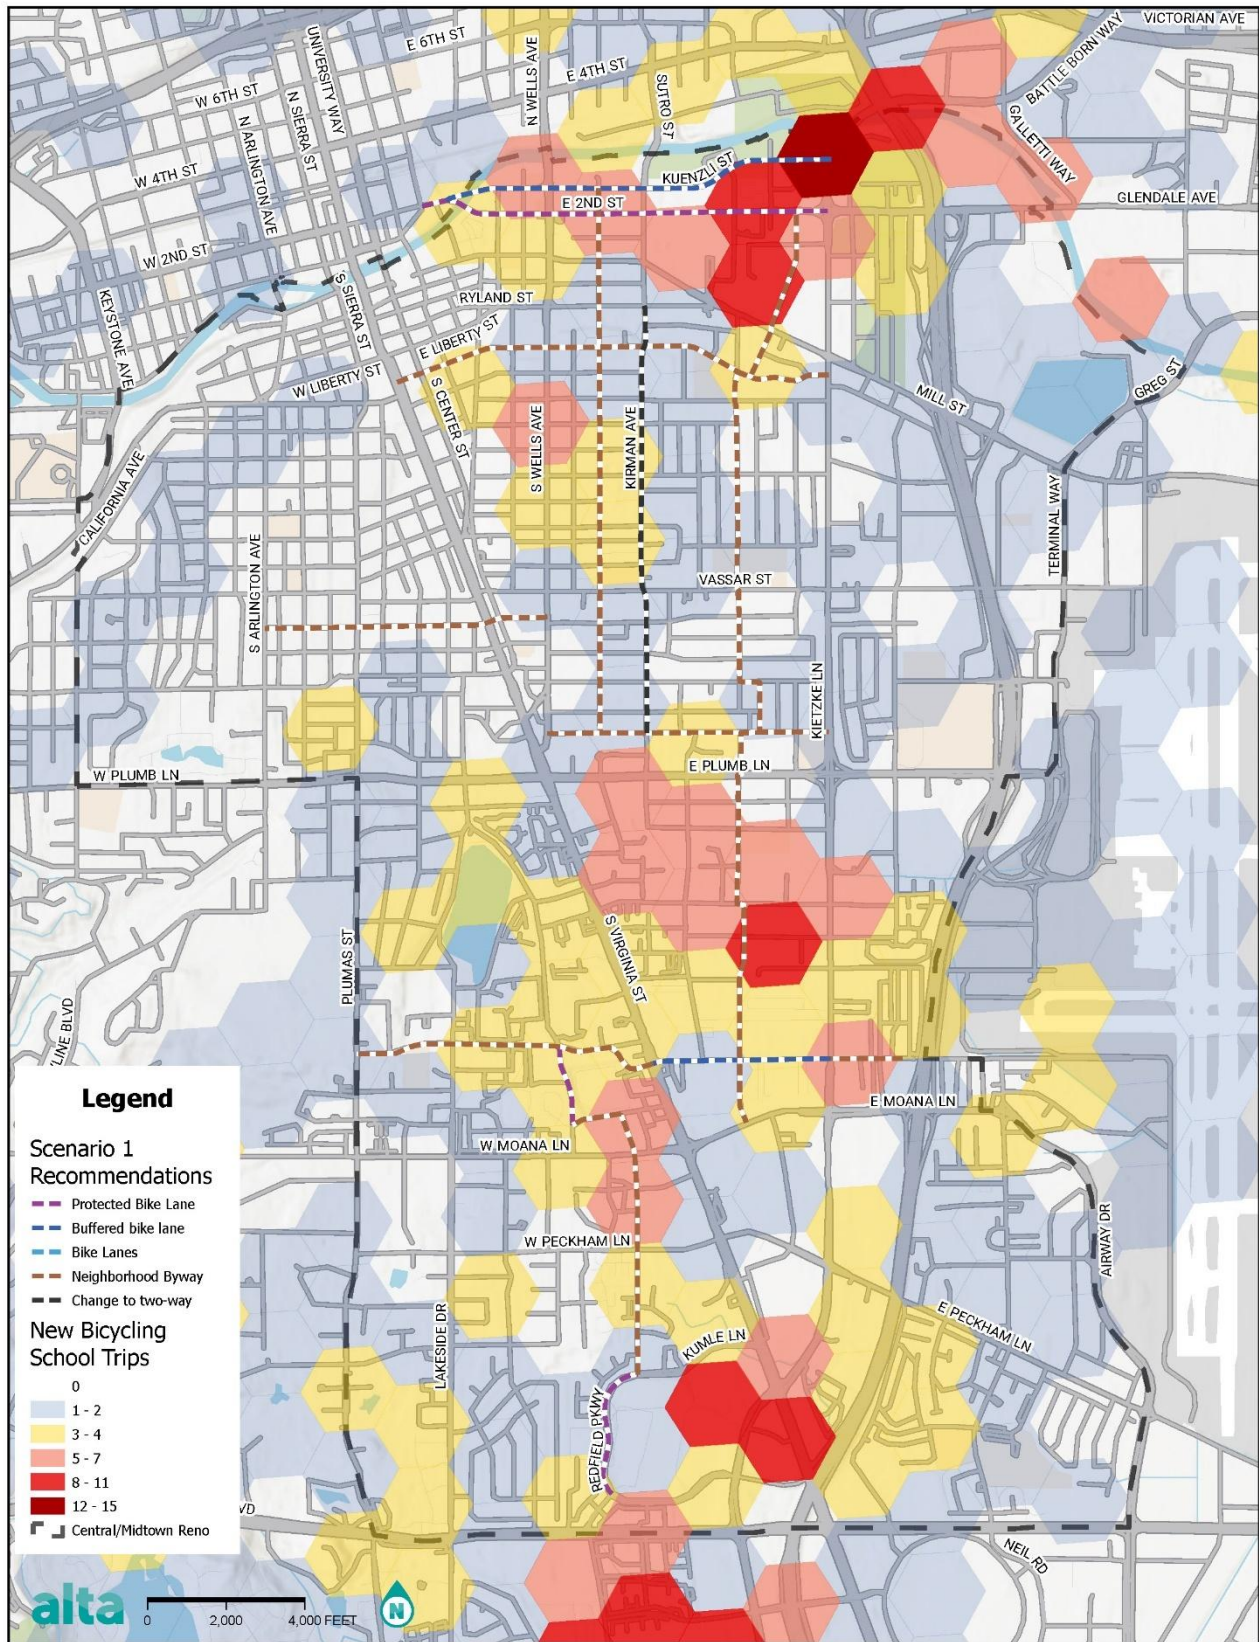 VICTORIAN AVE
BATTLE BORN WAY
E 6TH ST
UNIVERSITY WAY
N WELLS AVE
E 4TH ST
W 6TH ST
N SIERRA ST
SUTRO ST
N ARLINGTON AVE
GALLETTI WAY
W 4TH ST
KUENZLI ST
E 2ND ST
GLENDALE AVE
W 2ND ST
KEYSTONE AVE
S SIERRA ST
RYLAND ST
E LIBERTY ST
W LIBERTY ST
S CENTER ST
MILL ST
GREG ST
S WELLS AVE
KIRMAN AVE
CALIFORNIA AVE
TERMINAL WAY
S ARLINGTON AVE
VASSAR ST
KIETZKE LN
W PLUMB LN
E PLUMB LN
PLUMAS ST
S VIRGINIA ST
YLINE BLVD
E MOANA LN
W MOANA LN
AIRWAY DR
W PECKHAM LN
E PECKHAM LN
LAKESIDE DR
KUMLE LN
REDFIELD PKWY
VD
NEIL RD
Legend
Scenario 1
Recommendations
Protected Bike Lane
Buffered bike lane
Bike Lanes
Neighborhood Byway
Change to two-way
New Bicycling
School Trips
0
1 - 2
3 - 4
5 - 7
8 - 11
12 - 15
Central/Midtown Reno
alta
0 2,000 4,000 FEET
N